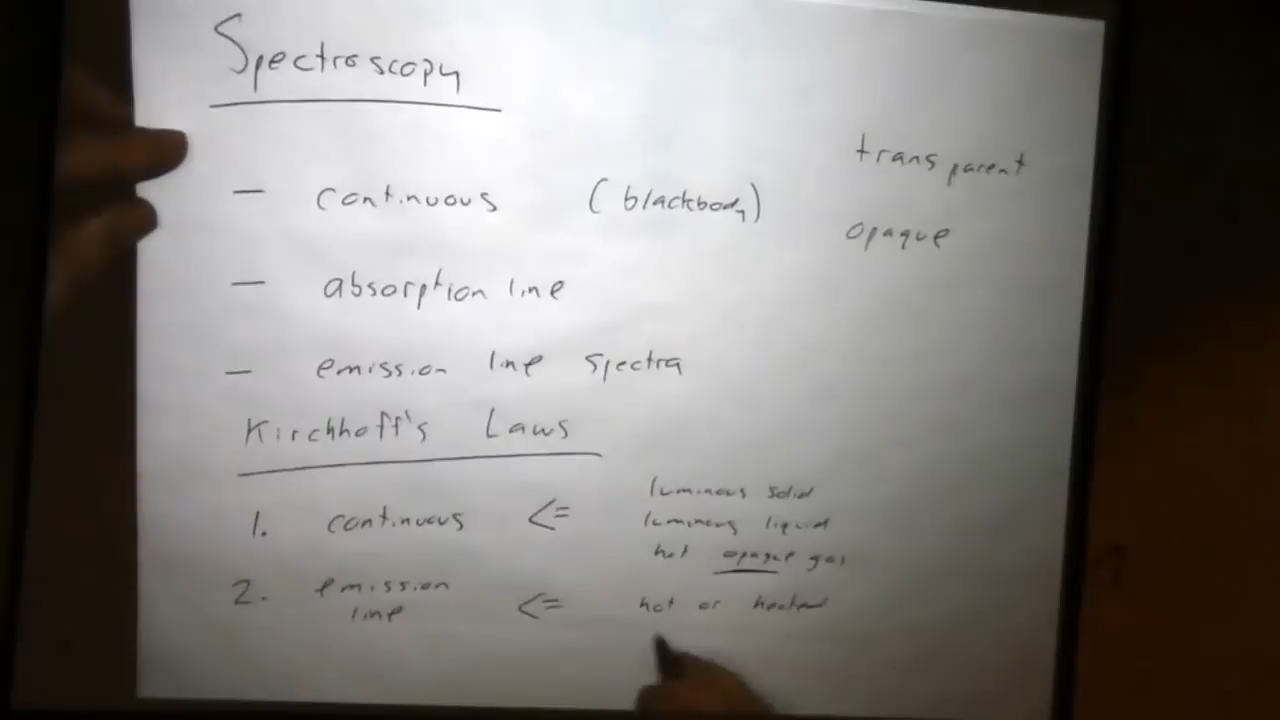 Spectroscopy
transparent
opaque
— continuous (blackbody)
— absorption line
— emission line spectra
Kirchhoff's Laws
1. continuous <= luminous solid
luminous liquid
hot opaque gas
2. emission line <= hot or heated